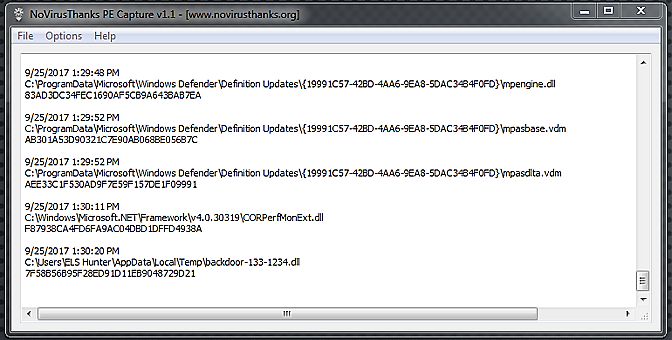 NoVirusThanks PE Capture v1.1 - [www.novirusthanks.org]
File Options Help
9/25/2017 1:29:48 PM
C:\ProgramData\Microsoft\Windows Defender\Definition Updates\{19991C57-42BD-4AA6-9EA8-5DAC34B4F0FD}\mpengine.dll
83AD3DC34FEC1690AF5CB9A643BAB7EA
9/25/2017 1:29:52 PM
C:\ProgramData\Microsoft\Windows Defender\Definition Updates\{19991C57-42BD-4AA6-9EA8-5DAC34B4F0FD}\mpasbase.vdm
AB301A53D90321C7E90AB068BE056B7C
9/25/2017 1:29:52 PM
C:\ProgramData\Microsoft\Windows Defender\Definition Updates\{19991C57-42BD-4AA6-9EA8-5DAC34B4F0FD}\mpasdlta.vdm
AEE33C1F530AD9F7E59F157DE1F09991
9/25/2017 1:30:11 PM
C:\Windows\Microsoft.NET\Framework\v4.0.30319\CORPerfMonExt.dll
F87938CA4FD6FA9AC04DBD1DFFD4938A
9/25/2017 1:30:20 PM
C:\Users\ELS Hunter\AppData\Local\Temp\backdoor-133-1234.dll
7F58B56B95F28ED91D11EB9048729D21